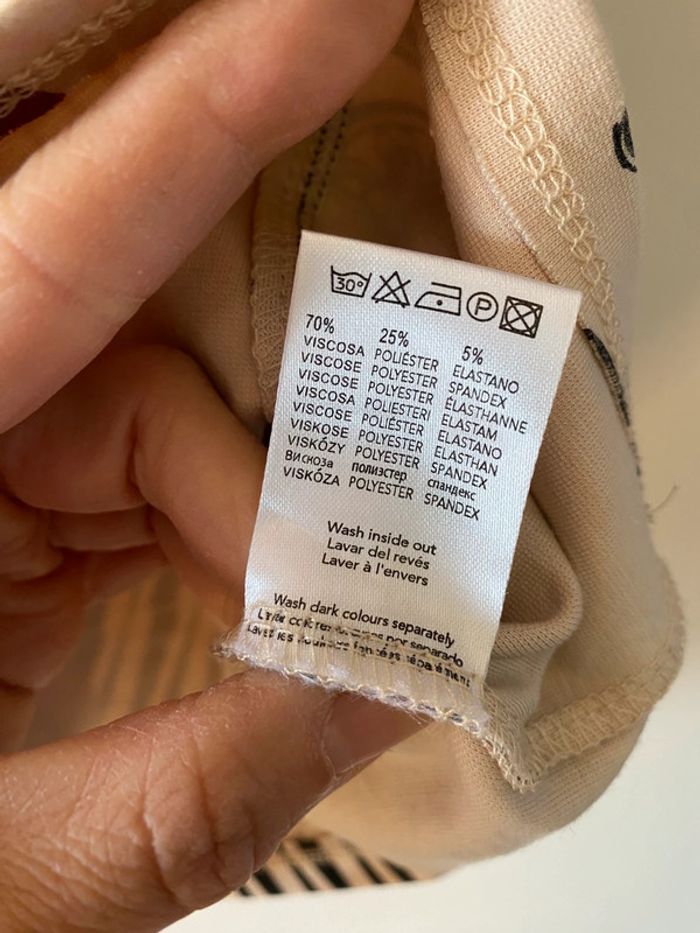 30°
P
70% 25% 5%
VISCOSA POLIÉSTER ELASTANO
VISCOSE POLYESTER SPANDEX
VISCOSE POLYESTER ÉLASTHANNE
VISCOSA POLIESTERI ELASTAM
VISCOSE POLIÉSTER ELASTANO
VISKOSE POLYESTER ELASTHAN
VISKÓZY POLYESTER SPANDEX
Вискоза полиэстер спандекс
VISKÓZA POLYESTER SPANDEX
Wash inside out
Lavar del revés
Laver à l'envers
Wash dark colours separately
por separado